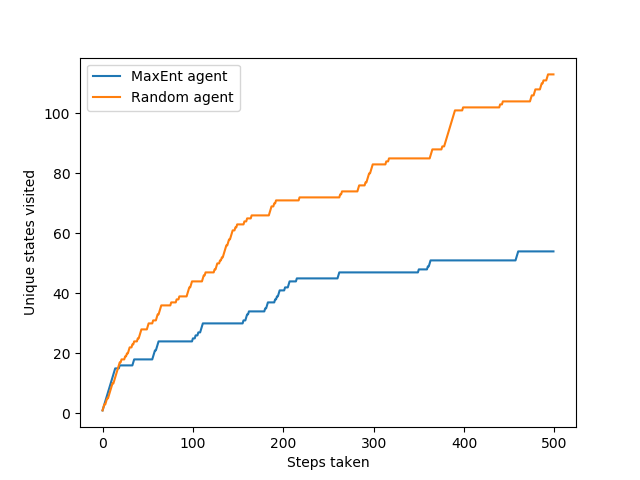 MaxEnt agent
Random agent
Unique states visited
100
80
60
40
20
0
0 100 200 300 400 500
Steps taken